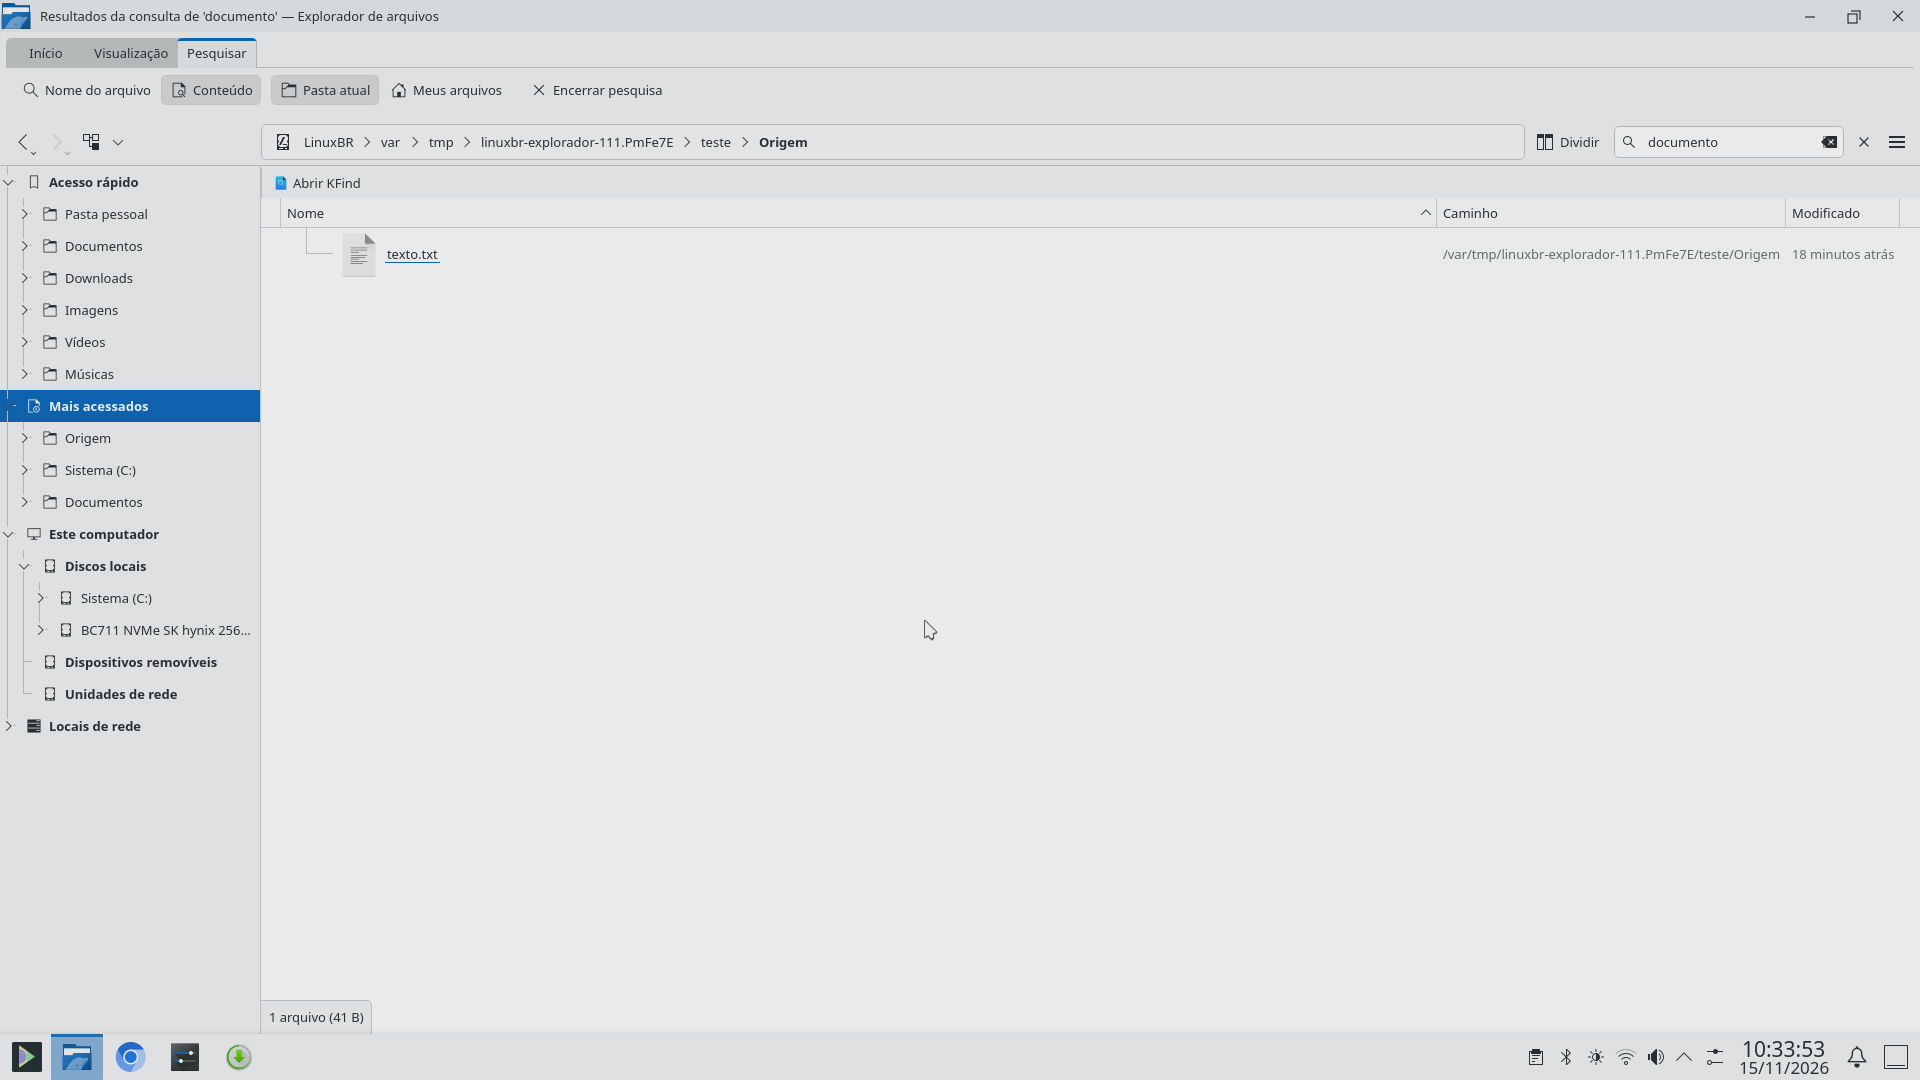 Resultados da consulta de 'documento' — Explorador de arquivos
Início Visualização Pesquisar
Nome do arquivo Conteúdo Pasta atual Meus arquivos Encerrar pesquisa
LinuxBR var tmp linuxbr-explorador-111.PmFe7E teste Origem Dividir documento
Acesso rápido
Pasta pessoal
Documentos
Downloads
Imagens
Vídeos
Músicas
Mais acessados
Origem
Sistema (C:)
Documentos
Este computador
Discos locais
Sistema (C:)
BC711 NVMe SK hynix 256...
Dispositivos removíveis
Unidades de rede
Locais de rede
Abrir KFind
Nome Caminho Modificado
texto.txt /var/tmp/linuxbr-explorador-111.PmFe7E/teste/Origem 18 minutos atrás
1 arquivo (41 B)
10:33:53
15/11/2026